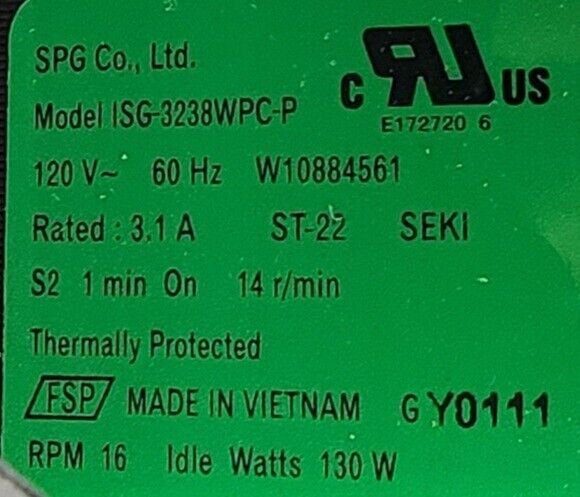 SPG Co., Ltd.
Model ISG-3238WPC-P
C RU US
E172720 6
120 V~ 60 Hz W10884561
Rated : 3.1 A ST-22 SEKI
S2 1 min On 14 r/min
Thermally Protected
FSP MADE IN VIETNAM G Y0111
RPM 16 Idle Watts 130 W